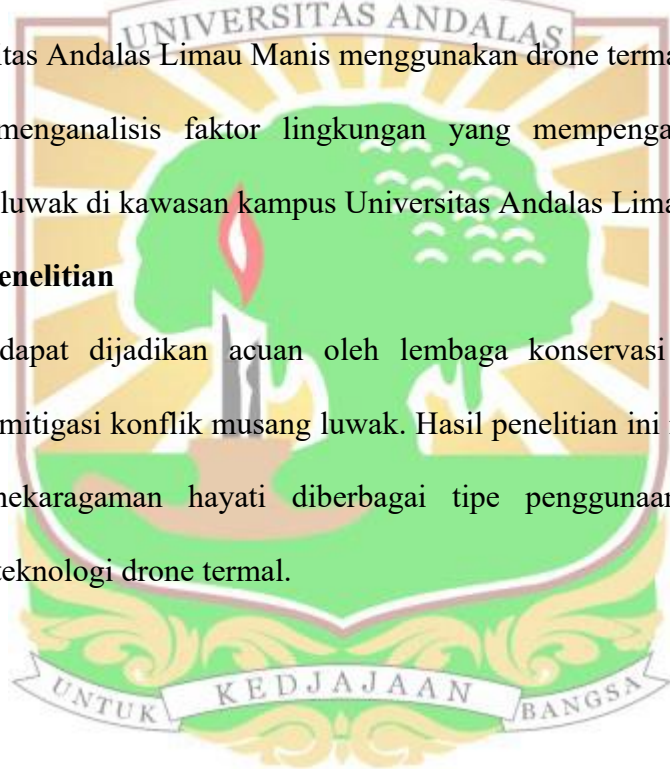 UNIVERSITAS ANDALAS
itas Andalas Limau Manis menggunakan drone terma
menganalisis faktor lingkungan yang mempenga
luwak di kawasan kampus Universitas Andalas Lima
enelitian
dapat dijadikan acuan oleh lembaga konservasi
mitigasi konflik musang luwak. Hasil penelitian ini
nekaragaman hayati diberbagai tipe penggunaan
teknologi drone termal.
UNTUK KEDJAJAAN BANGSA